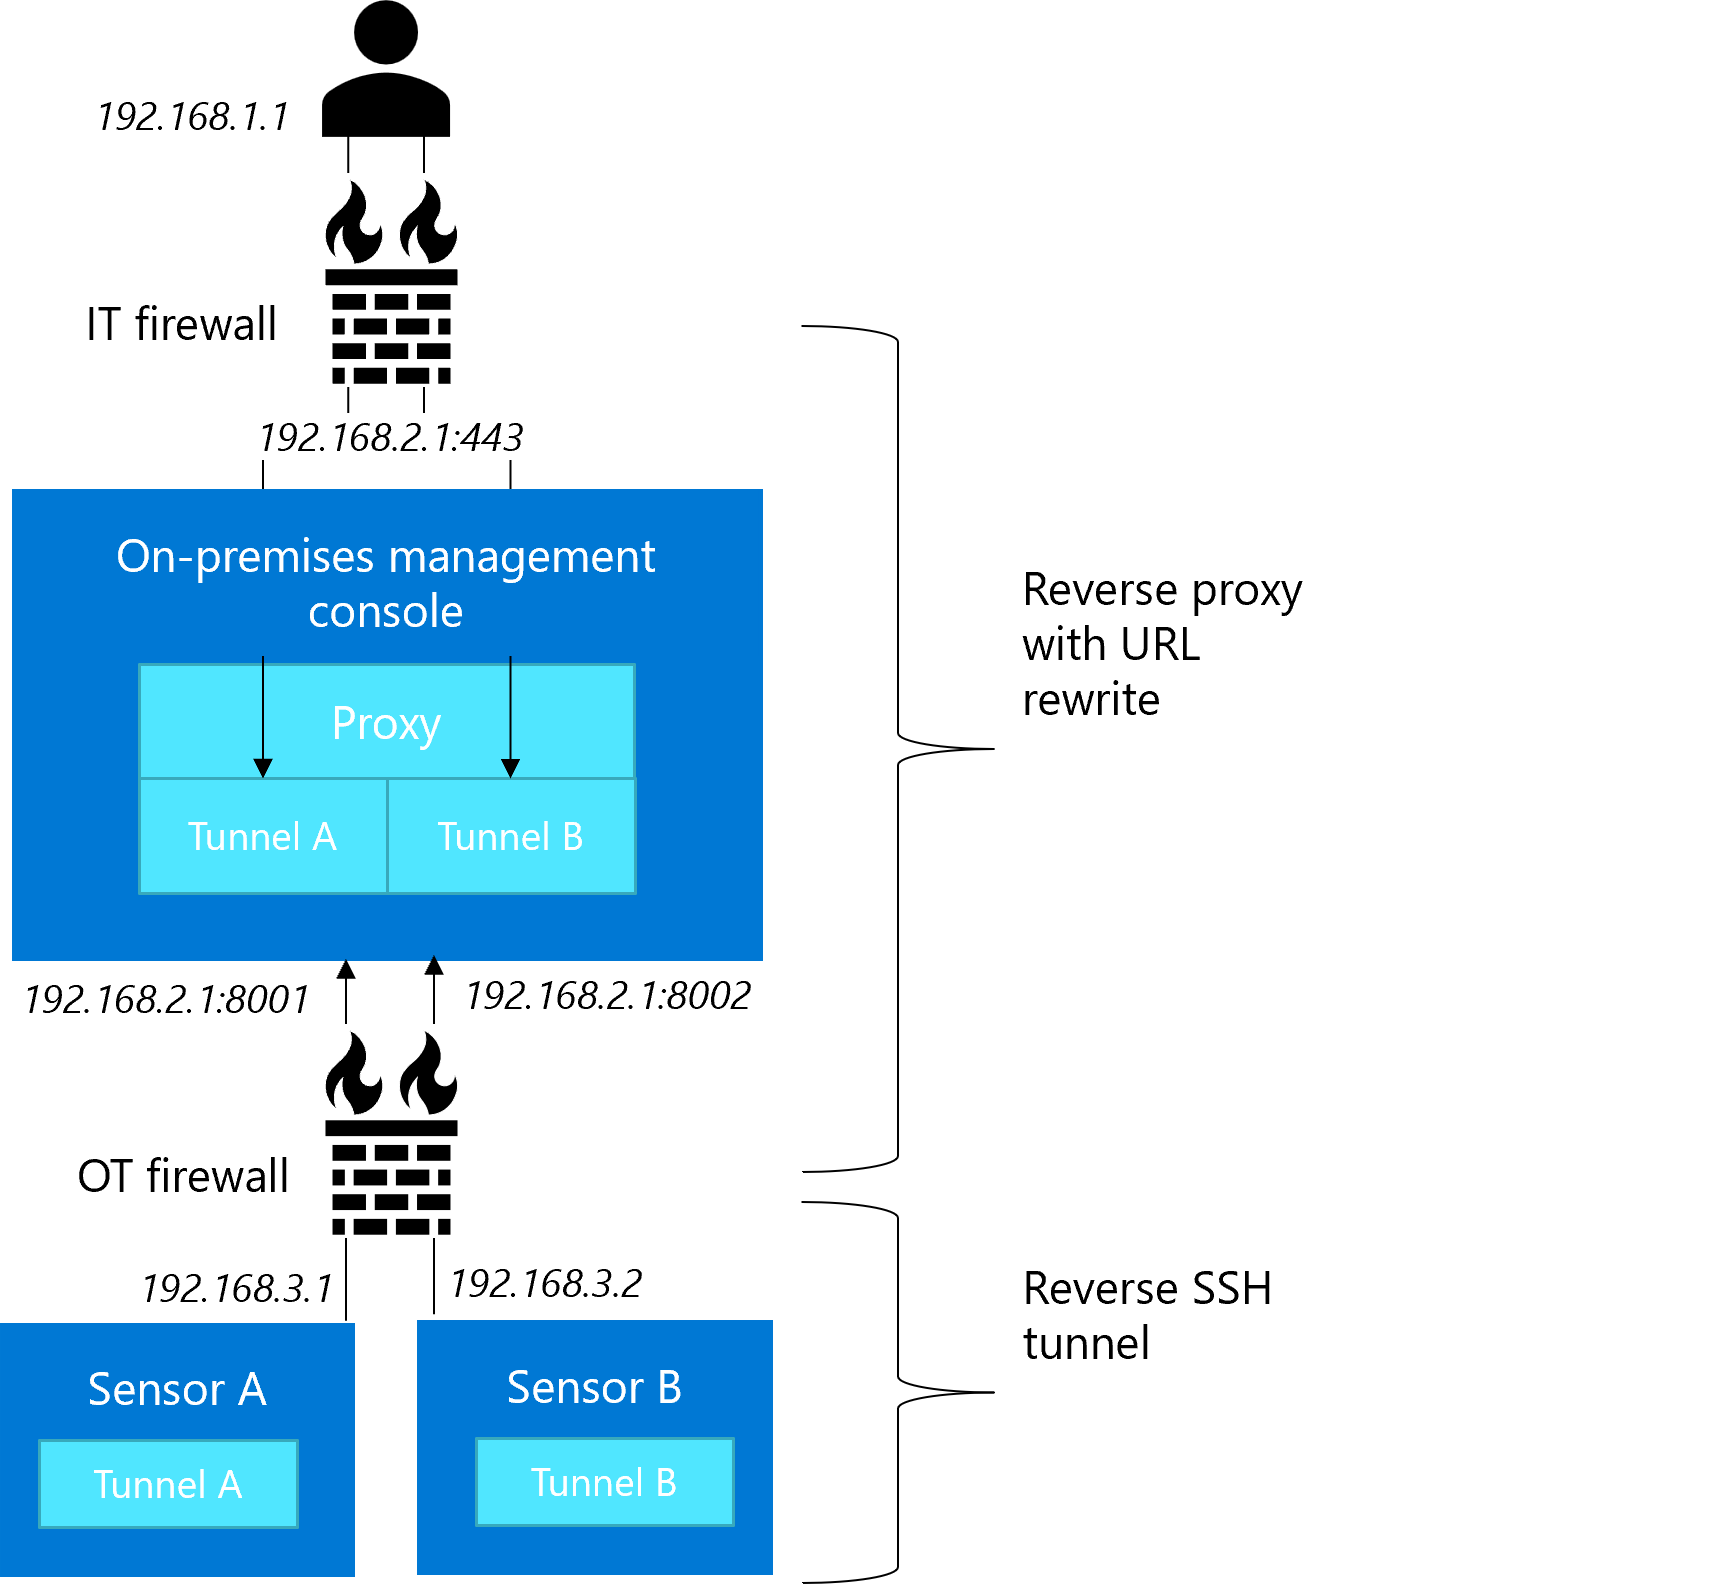 192.168.1.1
IT firewall
192.168.2.1:443
On-premises management
console
Proxy
Tunnel A
Tunnel B
Reverse proxy
with URL
rewrite
192.168.2.1:8001
192.168.2.1:8002
OT firewall
192.168.3.1
192.168.3.2
Sensor A
Tunnel A
Sensor B
Tunnel B
Reverse SSH
tunnel